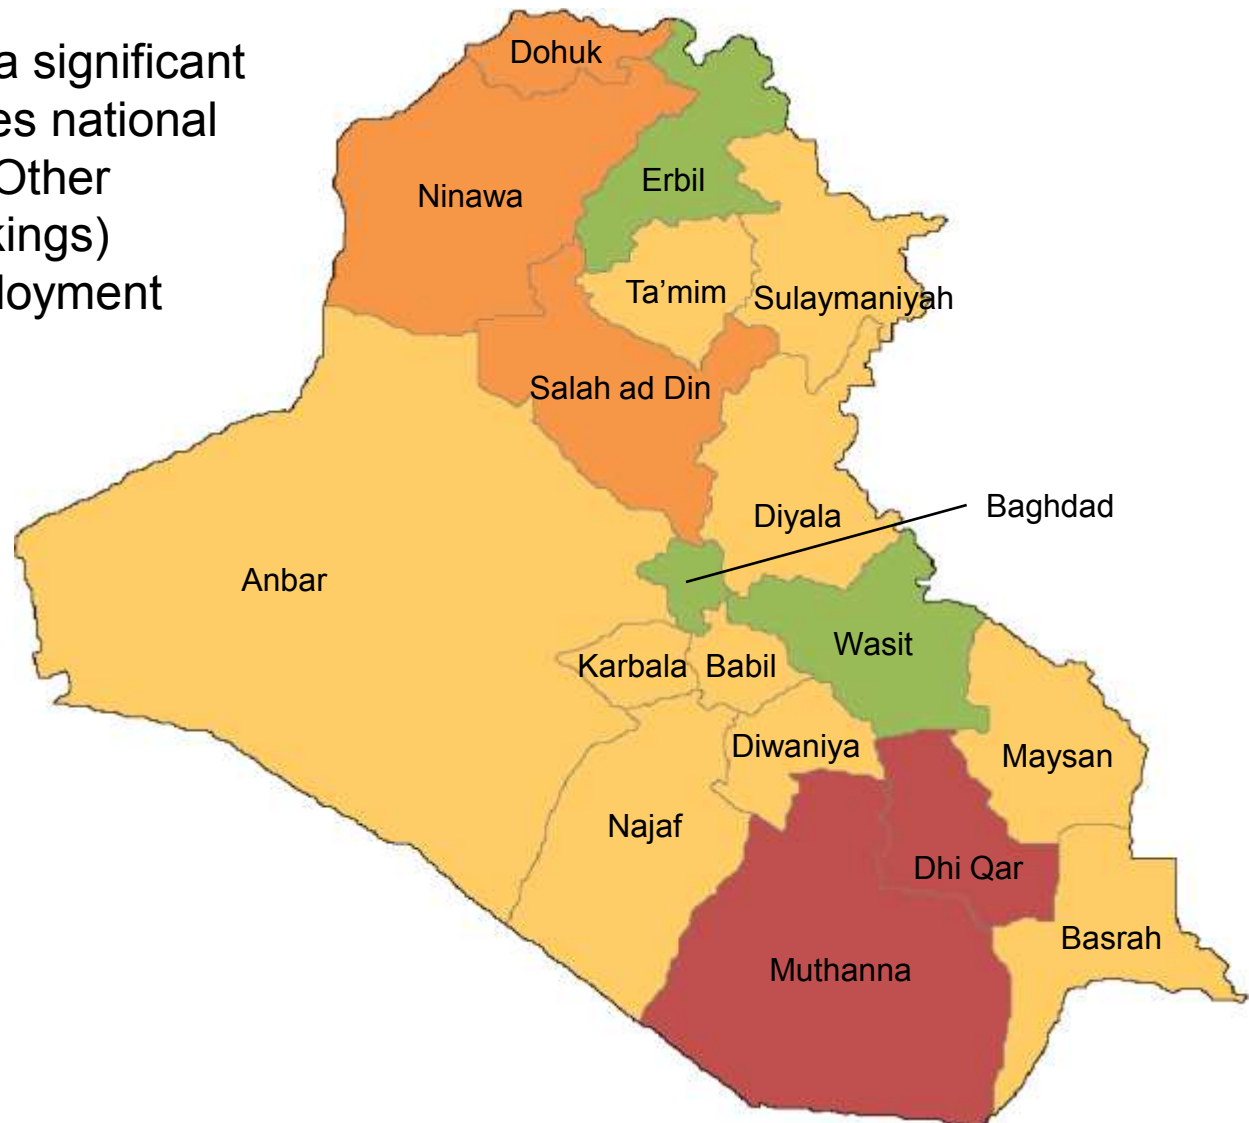 a significant
es national
Other
kings)
loyment
Dohuk
Erbil
Ninawa
Ta’mim
Sulaymaniyah
Salah ad Din
Baghdad
Diyala
Anbar
Wasit
Karbala
Babil
Diwaniya
Maysan
Najaf
Dhi Qar
Basrah
Muthanna